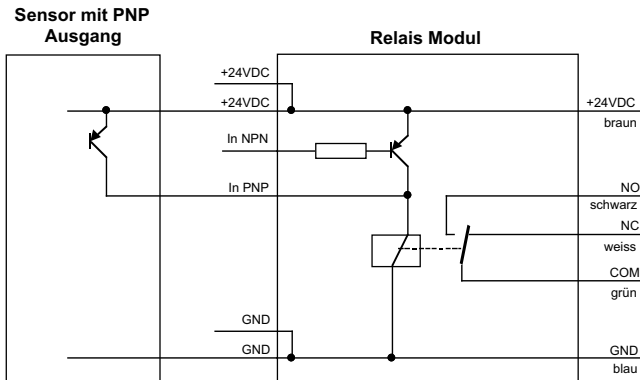 Sensor mit PNP
Ausgang
Relais Modul
+24VDC
+24VDC
+24VDC
braun
In NPN
In PNP
NO
schwarz
NC
weiss
COM
grün
GND
GND
GND
blau